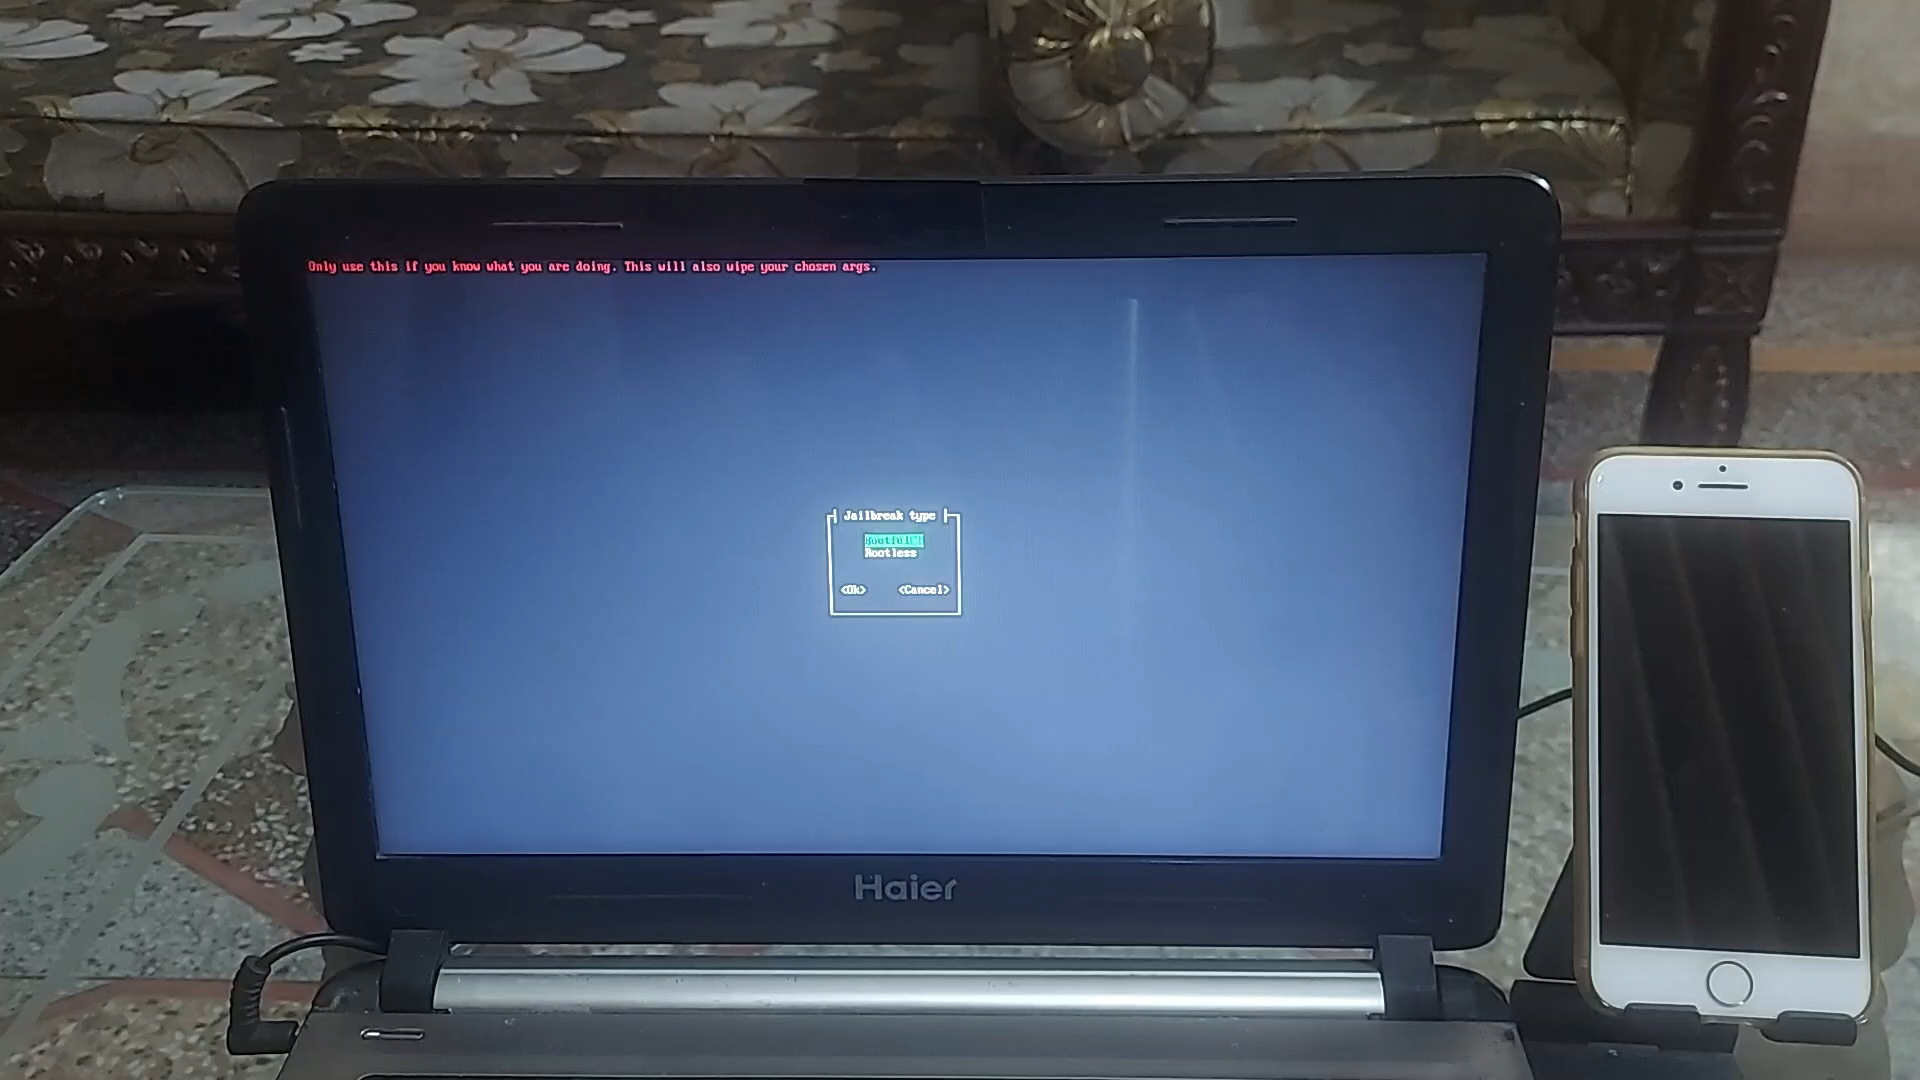 Only use this if you know what you are doing. This will also wipe your chosen args.
Jailbreak type
Rootless
<Ok> <Cancel>
Haier